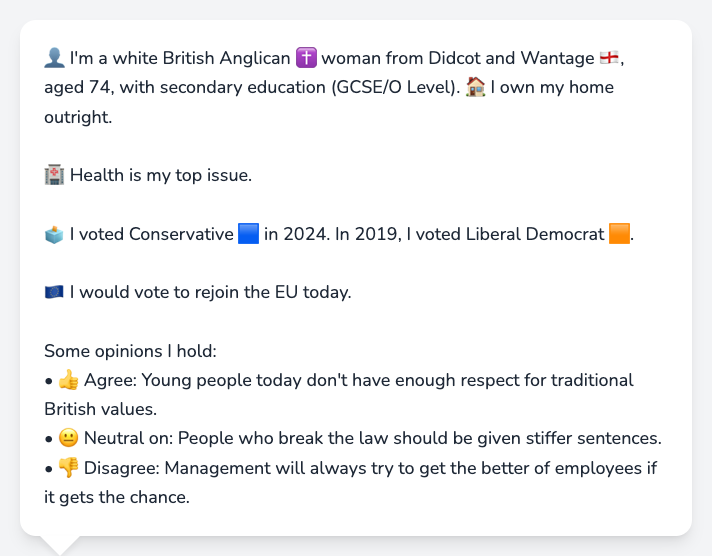 👤 I'm a white British Anglican ✝️ woman from Didcot and Wantage 🏴󠁧󠁢󠁥󠁮󠁧󠁿,
aged 74, with secondary education (GCSE/O Level). 🏠 I own my home
outright.
🏥 Health is my top issue.
🗳️ I voted Conservative 🟦 in 2024. In 2019, I voted Liberal Democrat 🟧.
🇪🇺 I would vote to rejoin the EU today.
Some opinions I hold:
• 👍 Agree: Young people today don't have enough respect for traditional
British values.
• 😐 Neutral on: People who break the law should be given stiffer sentences.
• 👎 Disagree: Management will always try to get the better of employees if
it gets the chance.